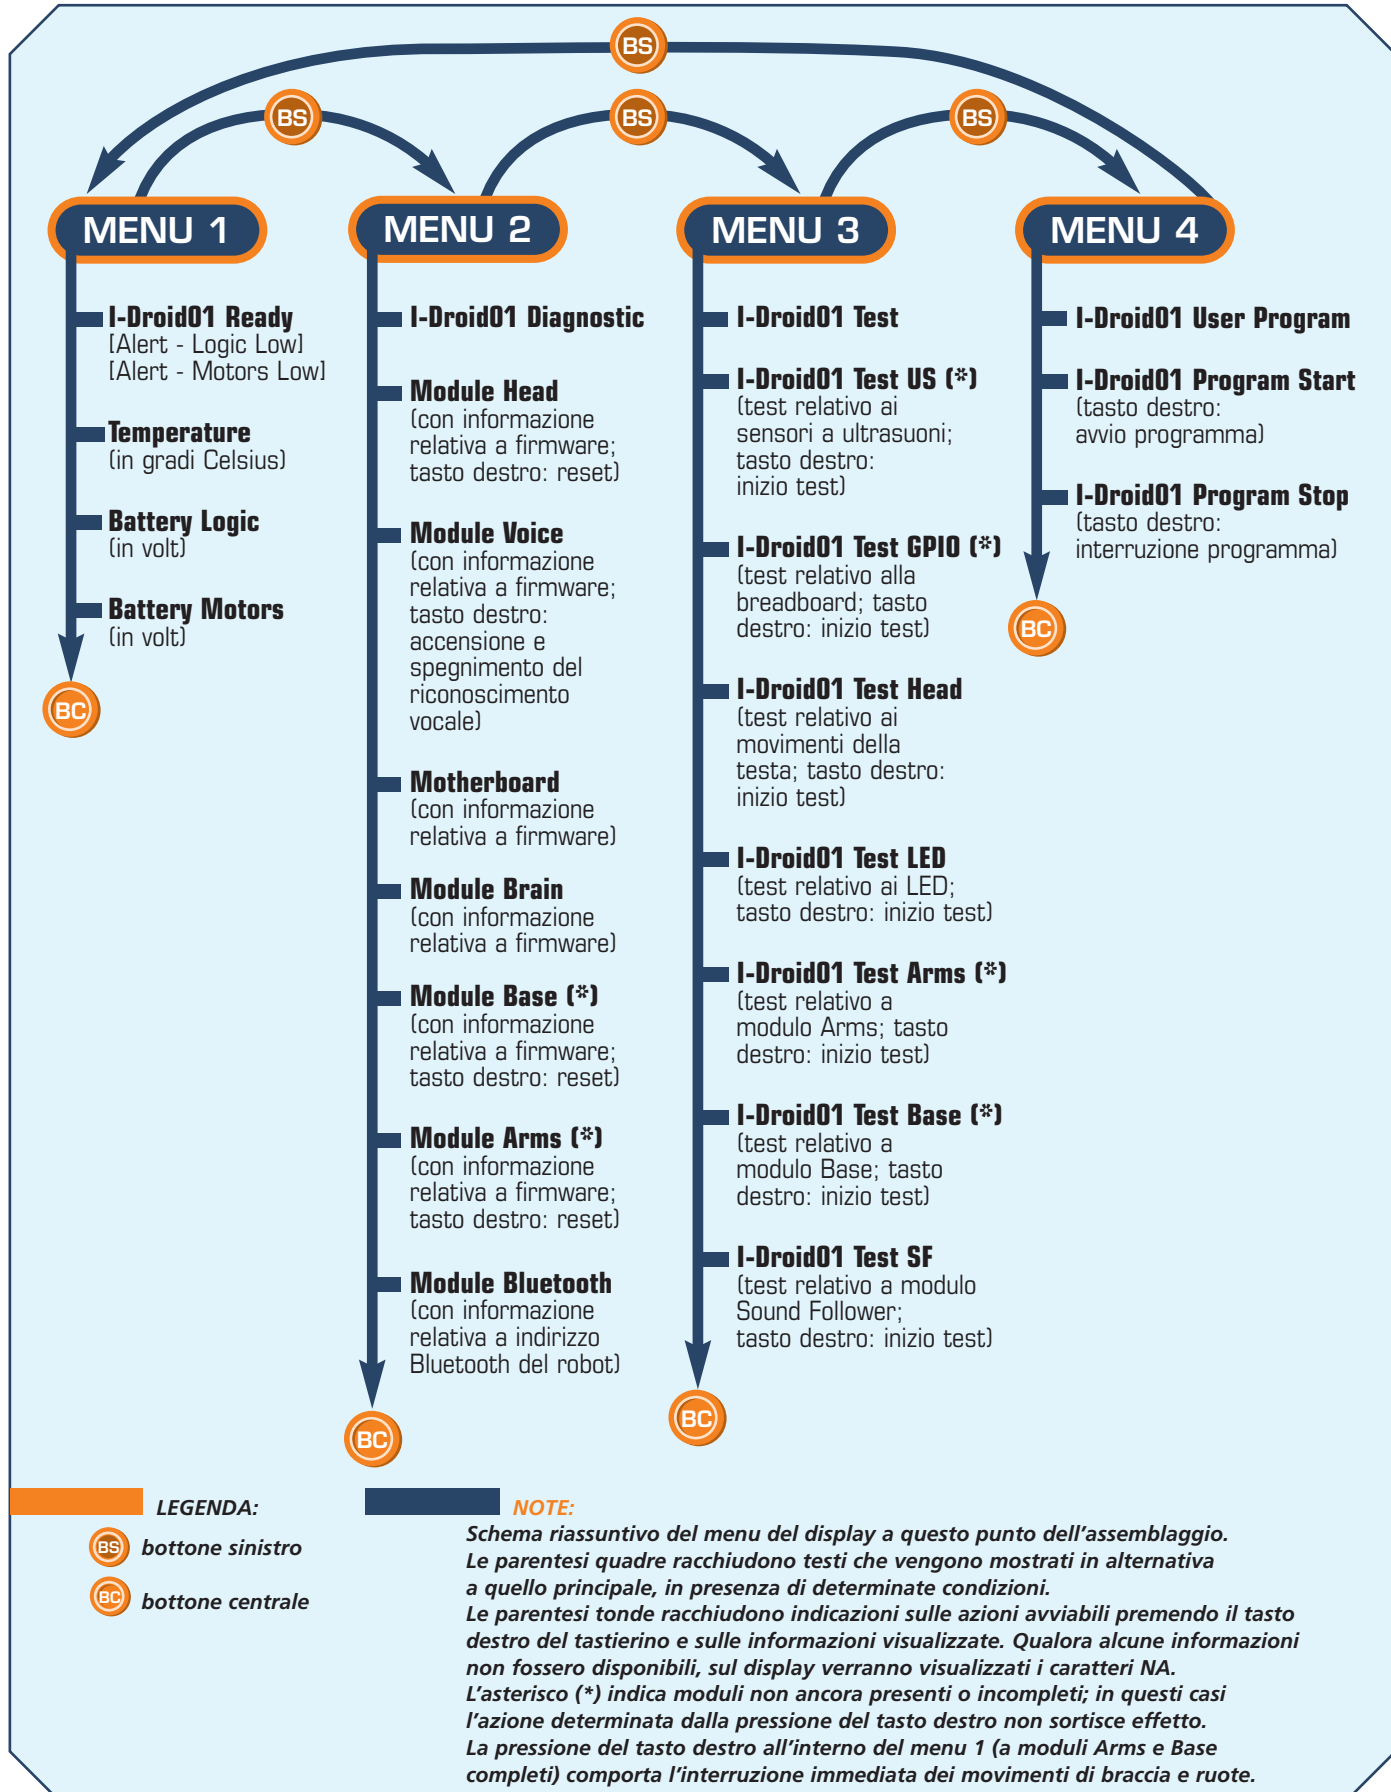 BS
BS
BS
BS
MENU 1
MENU 2
MENU 3
MENU 4
I-Droid01 Ready
[Alert - Logic Low]
[Alert - Motors Low]
Temperature
(in gradi Celsius)
Battery Logic
(in volt)
Battery Motors
(in volt)
BC
I-Droid01 Diagnostic
Module Head
(con informazione
relativa a firmware;
tasto destro: reset)
Module Voice
(con informazione
relativa a firmware;
tasto destro:
accensione e
spegnimento del
riconoscimento
vocale)
Motherboard
(con informazione
relativa a firmware)
Module Brain
(con informazione
relativa a firmware)
Module Base (*)
(con informazione
relativa a firmware;
tasto destro: reset)
Module Arms (*)
(con informazione
relativa a firmware;
tasto destro: reset)
Module Bluetooth
(con informazione
relativa a indirizzo
Bluetooth del robot)
BC
I-Droid01 Test
I-Droid01 Test US (*)
(test relativo ai
sensori a ultrasuoni;
tasto destro:
inizio test)
I-Droid01 Test GPIO (*)
(test relativo alla
breadboard; tasto
destro: inizio test)
I-Droid01 Test Head
(test relativo ai
movimenti della
testa; tasto destro:
inizio test)
I-Droid01 Test LED
(test relativo ai LED;
tasto destro: inizio test)
I-Droid01 Test Arms (*)
(test relativo a
modulo Arms; tasto
destro: inizio test)
I-Droid01 Test Base (*)
(test relativo a
modulo Base; tasto
destro: inizio test)
I-Droid01 Test SF
(test relativo a modulo
Sound Follower;
tasto destro: inizio test)
BC
I-Droid01 User Program
I-Droid01 Program Start
(tasto destro:
avvio programma)
I-Droid01 Program Stop
(tasto destro:
interruzione programma)
BC
LEGENDA:
BS bottone sinistro
BC bottone centrale
NOTE:
Schema riassuntivo del menu del display a questo punto dell'assemblaggio.
Le parentesi quadre racchiudono testi che vengono mostrati in alternativa
a quello principale, in presenza di determinate condizioni.
Le parentesi tonde racchiudono indicazioni sulle azioni avviabili premendo il tasto
destro del tastierino e sulle informazioni visualizzate. Qualora alcune informazioni
non fossero disponibili, sul display verranno visualizzati i caratteri NA.
L'asterisco (*) indica moduli non ancora presenti o incompleti; in questi casi
l'azione determinata dalla pressione del tasto destro non sortisce effetto.
La pressione del tasto destro all'interno del menu 1 (a moduli Arms e Base
completi) comporta l'interruzione immediata dei movimenti di braccia e ruote.